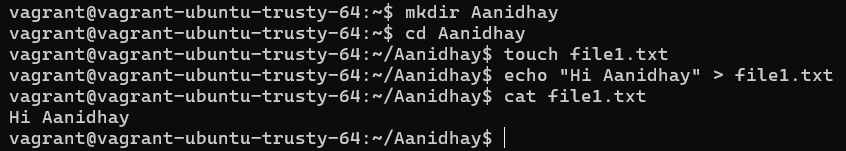 vagrant@vagrant-ubuntu-trusty-64:~$ mkdir Aanidhay
vagrant@vagrant-ubuntu-trusty-64:~$ cd Aanidhay
vagrant@vagrant-ubuntu-trusty-64:~/Aanidhay$ touch file1.txt
vagrant@vagrant-ubuntu-trusty-64:~/Aanidhay$ echo "Hi Aanidhay" > file1.txt
vagrant@vagrant-ubuntu-trusty-64:~/Aanidhay$ cat file1.txt
Hi Aanidhay
vagrant@vagrant-ubuntu-trusty-64:~/Aanidhay$